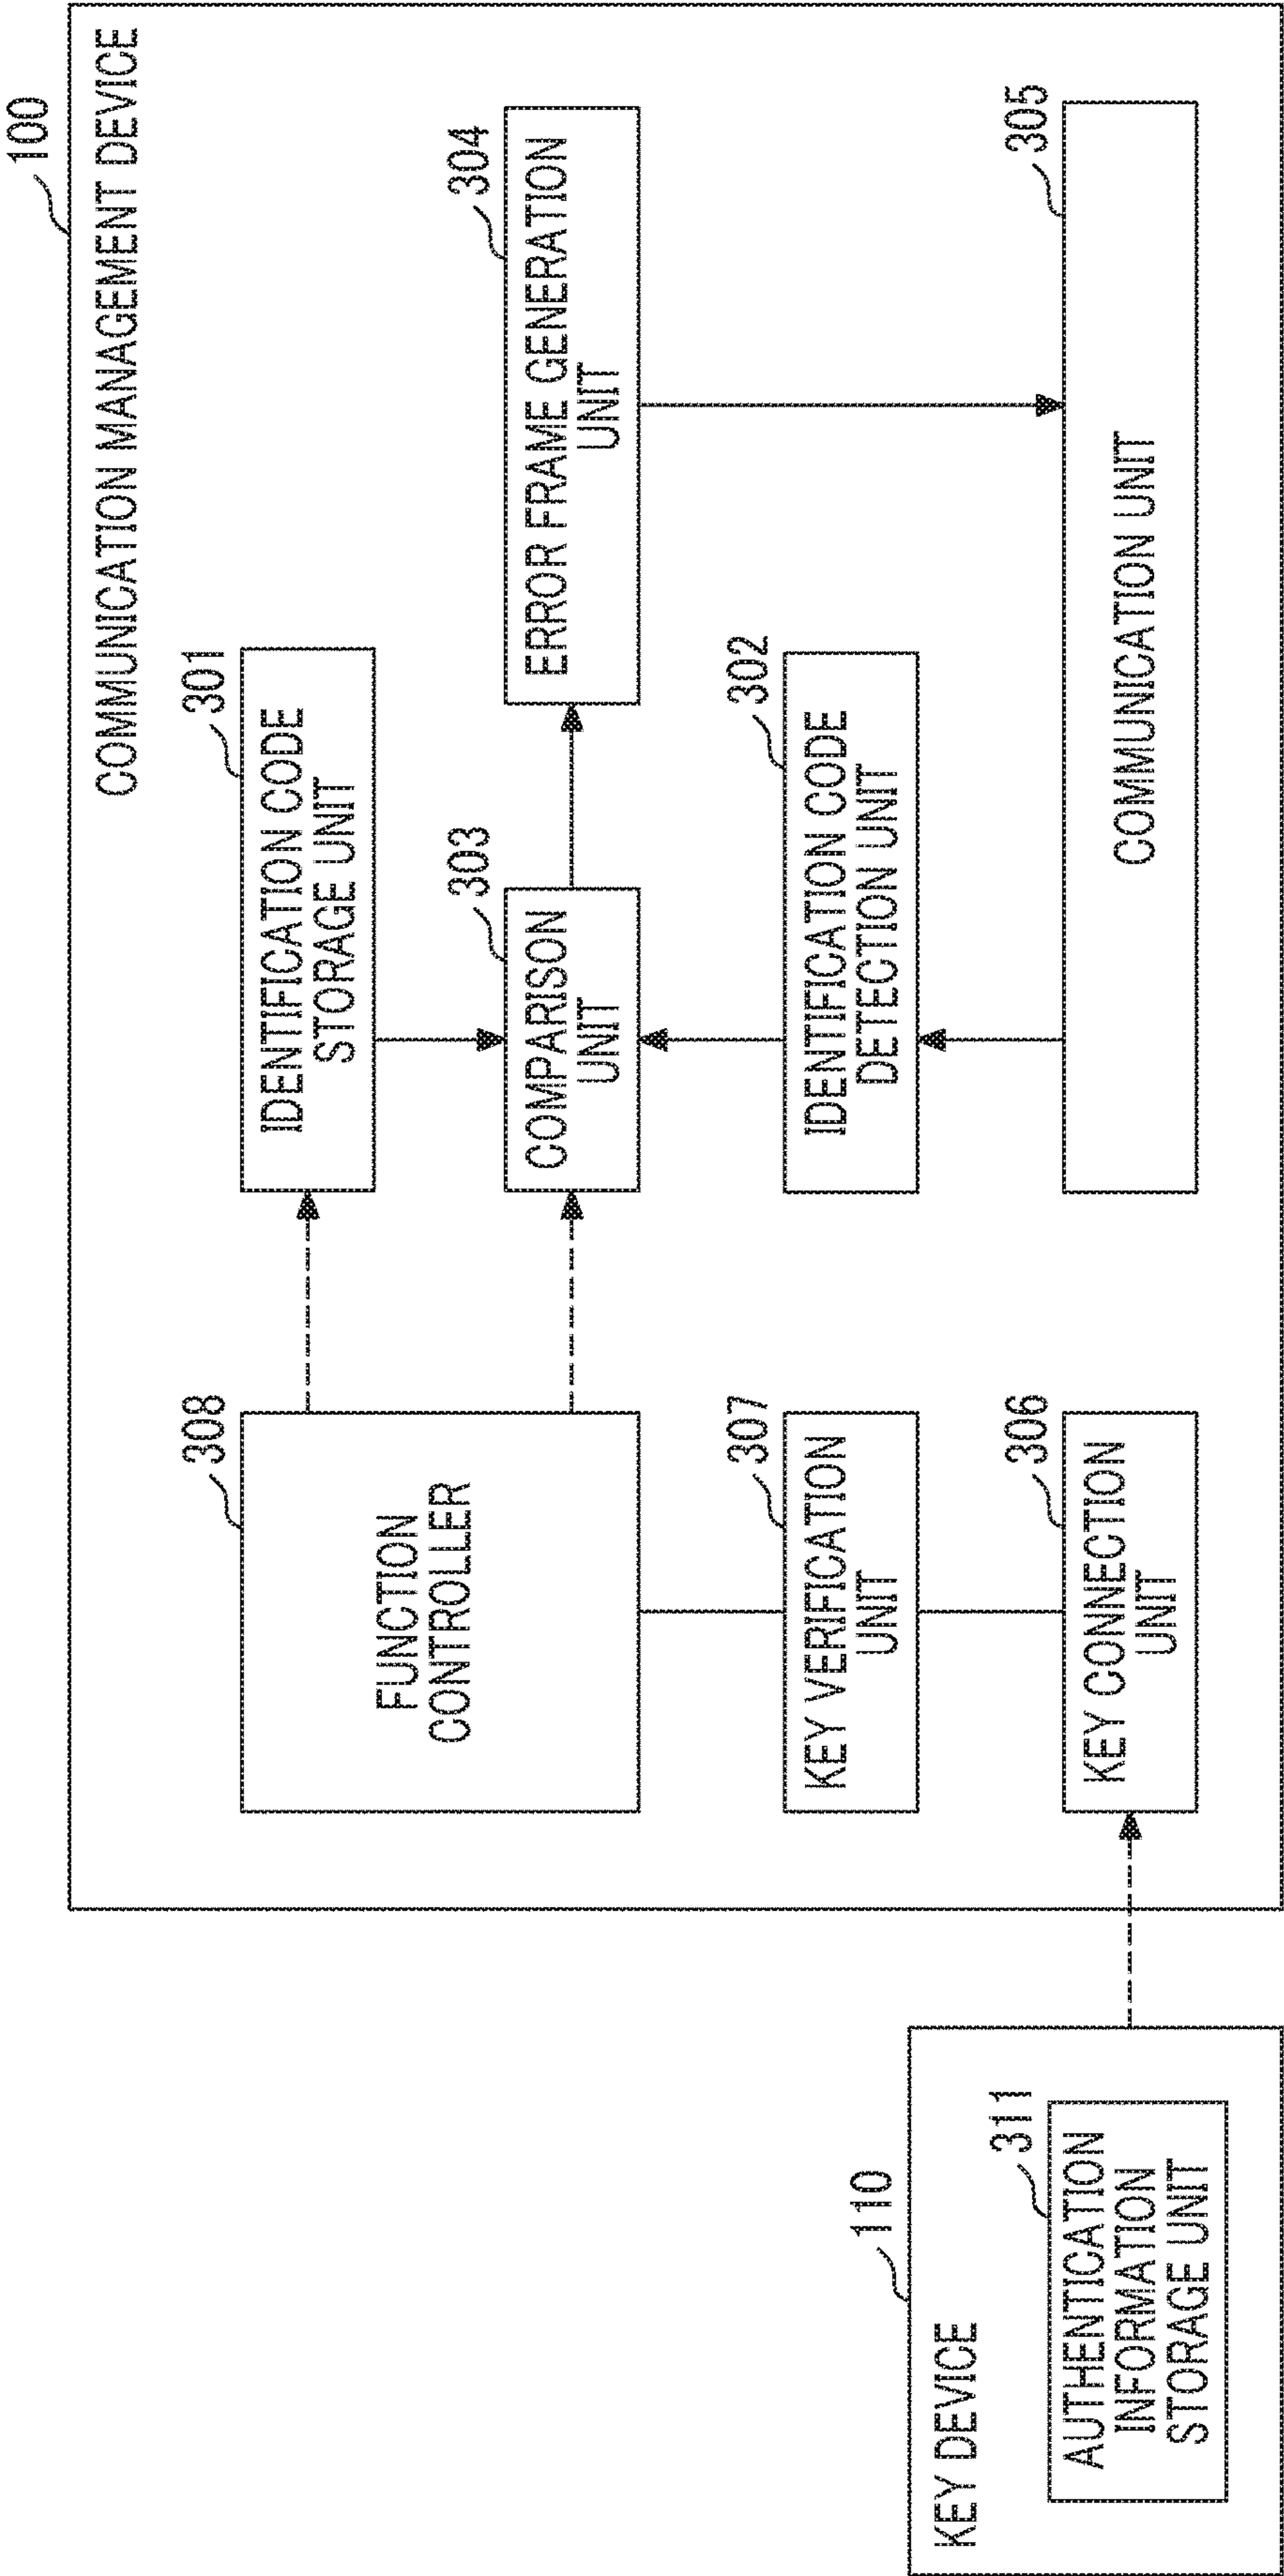 100
COMMUNICATION MANAGEMENT DEVICE
308
FUNCTION
CONTROLLER
301
IDENTIFICATION CODE
STORAGE UNIT
303
COMPARISON
UNIT
304
ERROR FRAME GENERATION
UNIT
307
KEY VERIFICATION
UNIT
302
IDENTIFICATION CODE
DETECTION UNIT
110
KEY DEVICE
311
AUTHENTICATION
INFORMATION
STORAGE UNIT
306
KEY CONNECTION
UNIT
305
COMMUNICATION UNIT